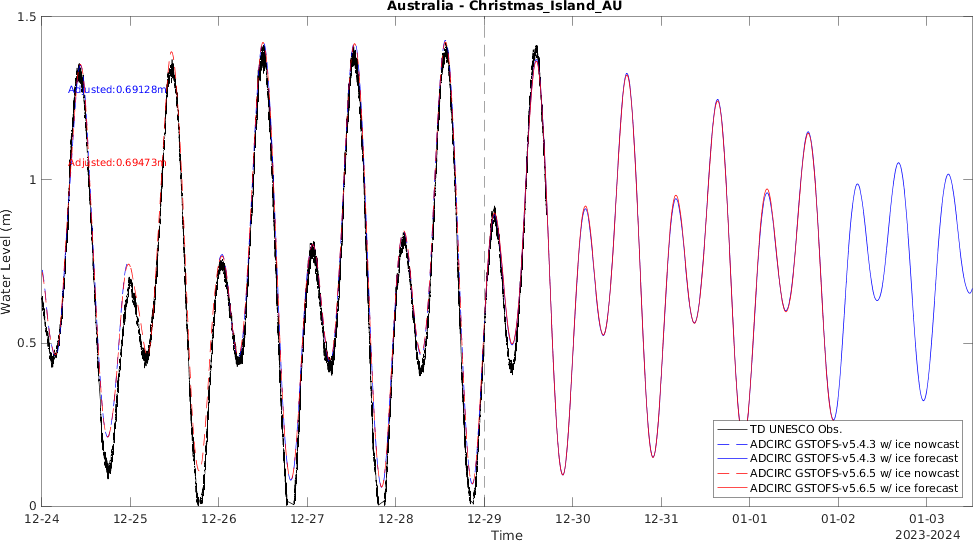 Australia - Christmas_Island_AU
1.5
1
0.5
0
Water Level (m)
Adjusted:0.69128m
Adjusted:0.69473m
TD UNESCO Obs.
ADCIRC GSTOFS-v5.4.3 w/ ice nowcast
ADCIRC GSTOFS-v5.4.3 w/ ice forecast
ADCIRC GSTOFS-v5.6.5 w/ ice nowcast
ADCIRC GSTOFS-v5.6.5 w/ ice forecast
12-24 12-25 12-26 12-27 12-28 12-29 12-30 12-31 01-01 01-02 01-03
Time
2023-2024